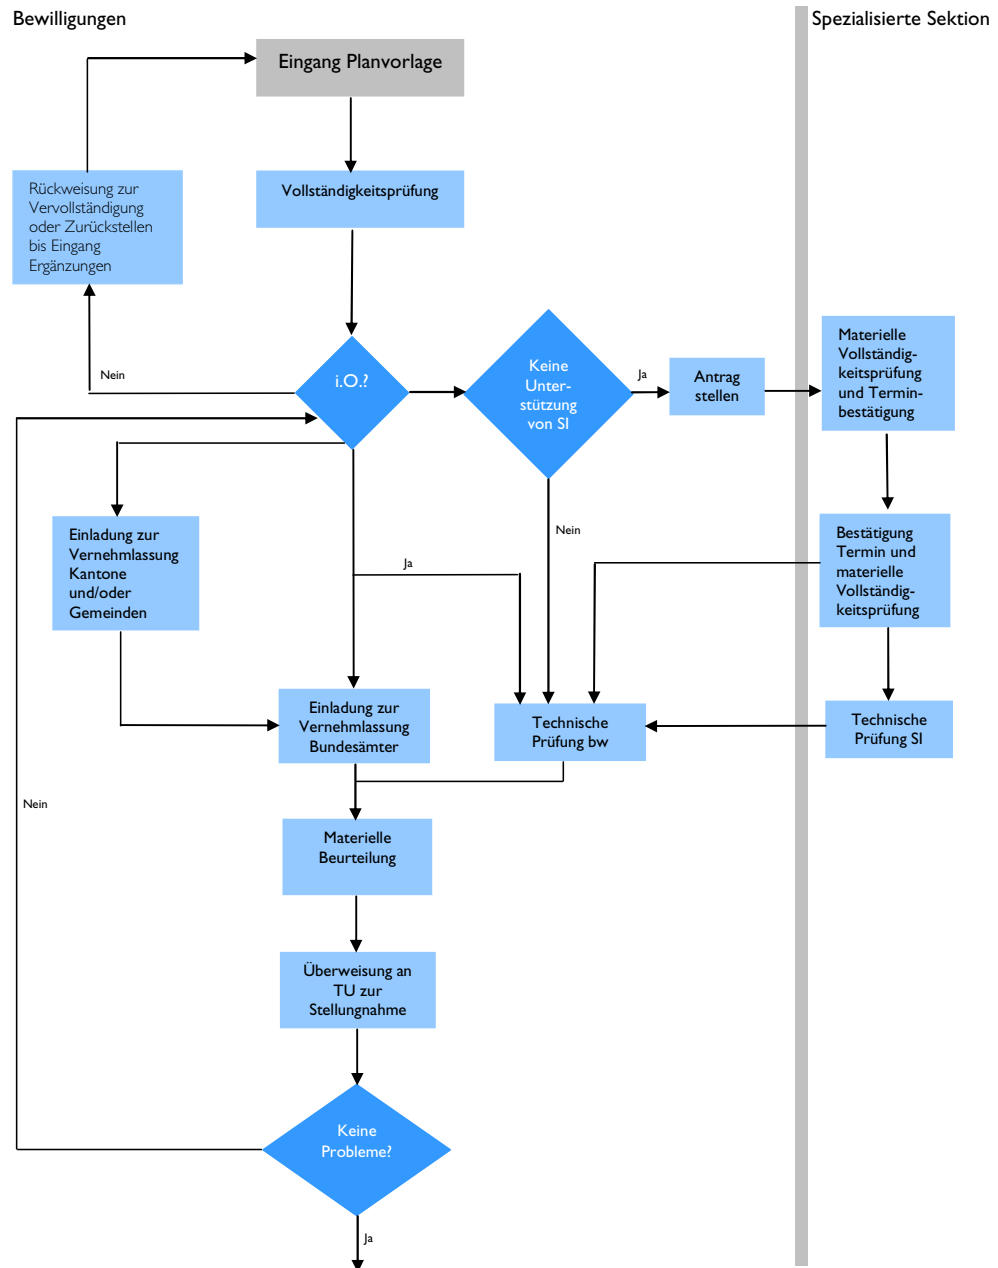 Bewilligungen
Spezialisierte Sektion
Eingang Planvorlage
Rückweisung zur
Vervollständigung
oder Zurückstellen
bis Eingang
Ergänzungen
Vollständigkeitsprüfung
Nein
i.O.?
Keine
Unter-
stützung
von SI
Ja
Antrag
stellen
Materielle
Vollständig-
keitsprüfung
und Termin-
bestätigung
Einladung zur
Vernehmlassung
Kantone
und/oder
Gemeinden
Ja
Nein
Bestätigung
Termin und
materielle
Vollständig-
keitsprüfung
Einladung zur
Vernehmlassung
Bundesämter
Technische
Prüfung bw
Technische
Prüfung SI
Nein
Materielle
Beurteilung
Überweisung an
TU zur
Stellungnahme
Keine
Probleme?
Ja